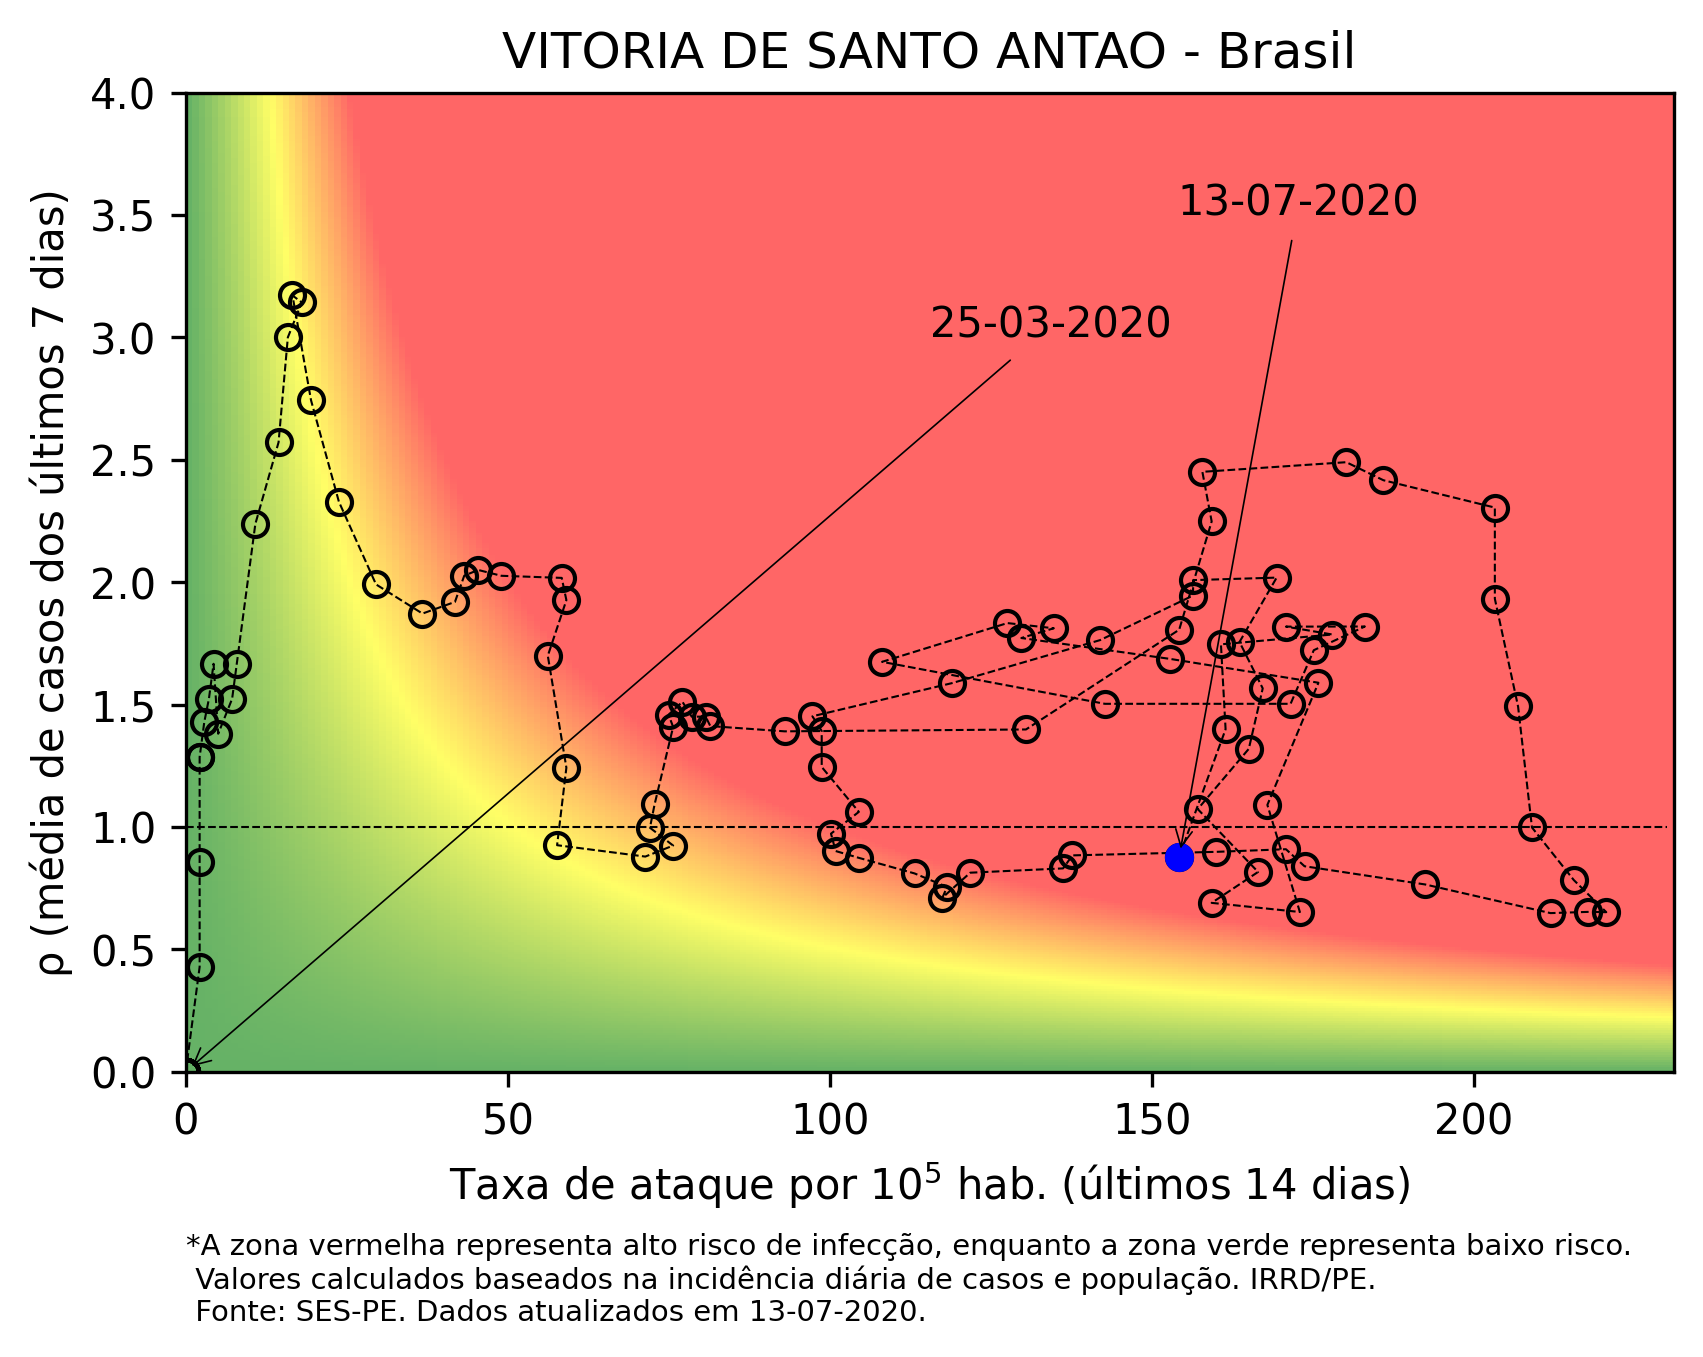 VITORIA DE SANTO ANTAO - Brasil
4.0
3.5
3.0
2.5
2.0
1.5
1.0
0.5
0.0
ρ (média de casos dos últimos 7 dias)
13-07-2020
25-03-2020
0 50 100 150 200
Taxa de ataque por 10⁵ hab. (últimos 14 dias)
*A zona vermelha representa alto risco de infecção, enquanto a zona verde representa baixo risco.
Valores calculados baseados na incidência diária de casos e população. IRRD/PE.
Fonte: SES-PE. Dados atualizados em 13-07-2020.